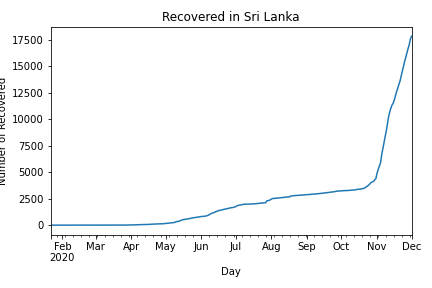 Recovered in Sri Lanka
Number of Recovered
17500
15000
12500
10000
7500
5000
2500
0
Feb Mar Apr May Jun Jul Aug Sep Oct Nov Dec
2020
Day